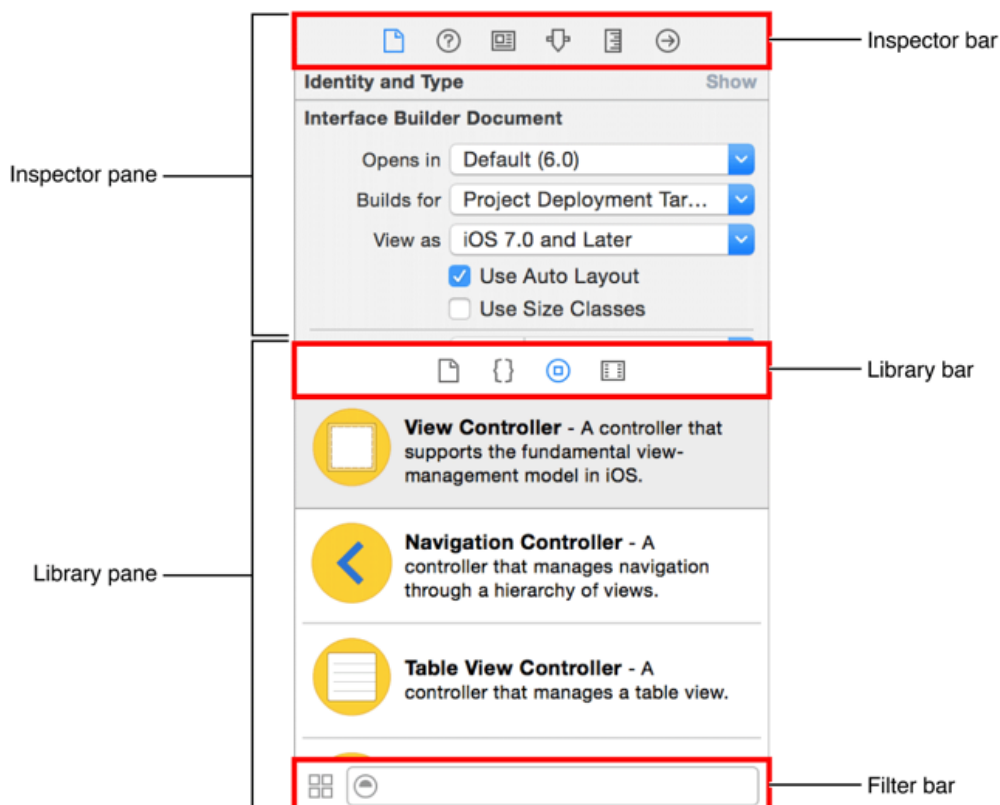 Inspector bar
Identity and Type Show
Interface Builder Document
Opens in Default (6.0)
Inspector pane
Builds for Project Deployment Tar...
View as iOS 7.0 and Later
Use Auto Layout
Use Size Classes
Library bar
{}
View Controller - A controller that
supports the fundamental view-
management model in iOS.
Navigation Controller - A
controller that manages navigation
through a hierarchy of views.
Library pane
Table View Controller - A
controller that manages a table view.
Filter bar